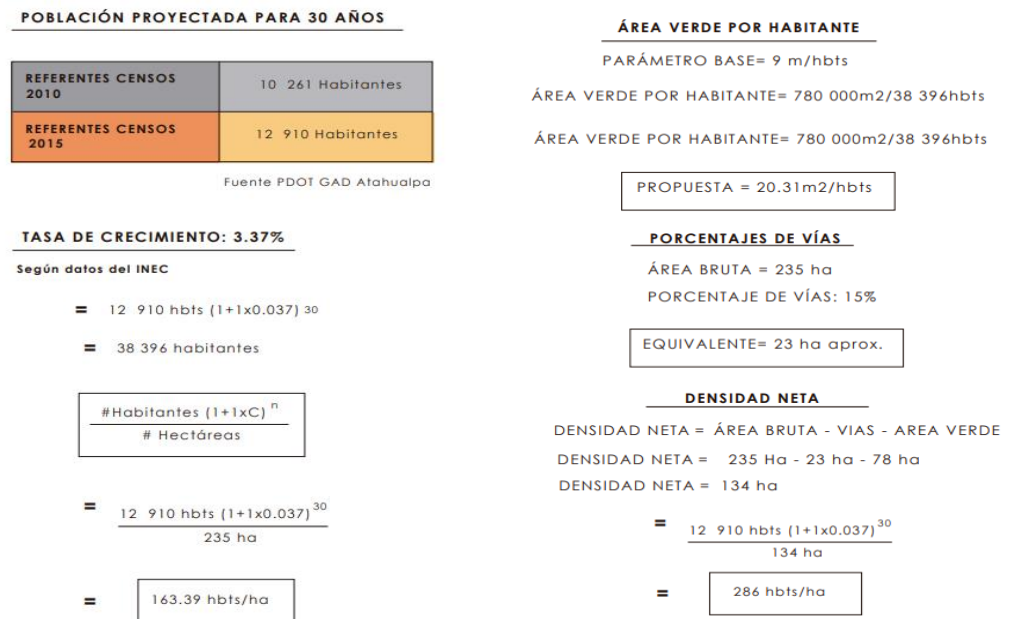 POBLACIÓN PROYECTADA PARA 30 AÑOS
REFERENTES CENSOS
2010
10 261 Habitantes
REFERENTES CENSOS
2015
12 910 Habitantes
Fuente PDOT GAD Atahualpa
TASA DE CRECIMIENTO: 3.37%
Según datos del INEC
= 12 910 hbts (1+1x0.037) 30
= 38 396 habitantes
#Habitantes (1+1xC) n
# Hectáreas
= 12 910 hbts (1+1x0.037) 30
235 ha
= 163.39 hbts/ha
ÁREA VERDE POR HABITANTE
PARÁMETRO BASE= 9 m/hbts
ÁREA VERDE POR HABITANTE= 780 000m2/38 396hbts
ÁREA VERDE POR HABITANTE= 780 000m2/38 396hbts
PROPUESTA = 20.31m2/hbts
PORCENTAJES DE VÍAS
ÁREA BRUTA = 235 ha
PORCENTAJE DE VÍAS: 15%
EQUIVALENTE= 23 ha aprox.
DENSIDAD NETA
DENSIDAD NETA = ÁREA BRUTA - VIAS - AREA VERDE
DENSIDAD NETA = 235 Ha - 23 ha - 78 ha
DENSIDAD NETA = 134 ha
= 12 910 hbts (1+1x0.037) 30
134 ha
= 286 hbts/ha